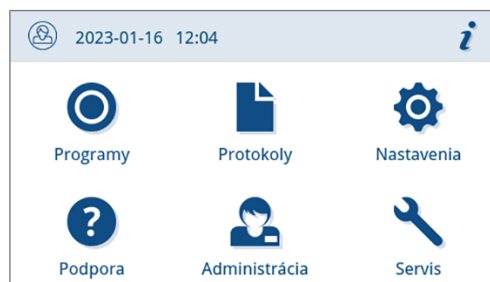 2023-01-16 12:04
Programy Protokoly Nastavenia
Podpora Administrácia Servis